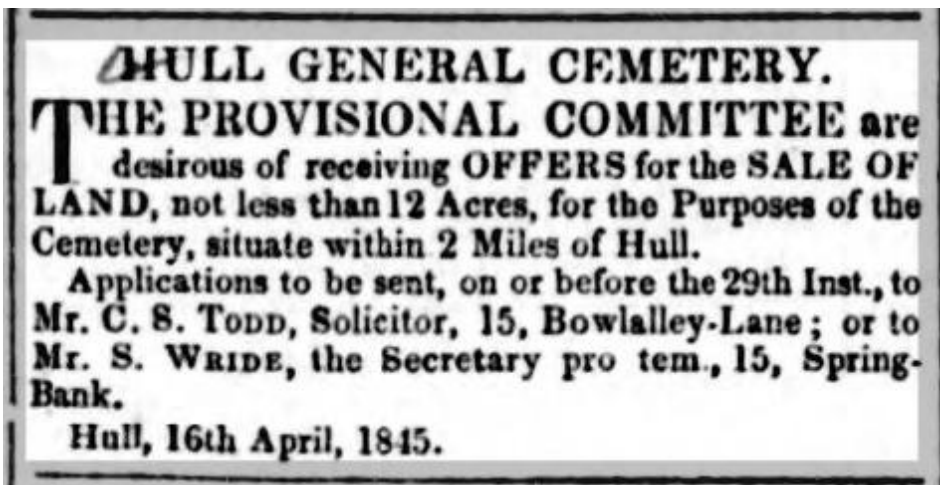 HULL GENERAL CEMETERY.
THE PROVISIONAL COMMITTEE are
desirous of receiving OFFERS for the SALE OF
LAND, not less than 12 Acres, for the Purposes of the
Cemetery, situate within 2 Miles of Hull.
Applications to be sent, on or before the 29th Inst., to
Mr. C. S. TODD, Solicitor, 15, Bowlalley-Lane; or to
Mr. S. WRIDE, the Secretary pro tem., 15, Spring-
Bank.
Hull, 16th April, 1845.